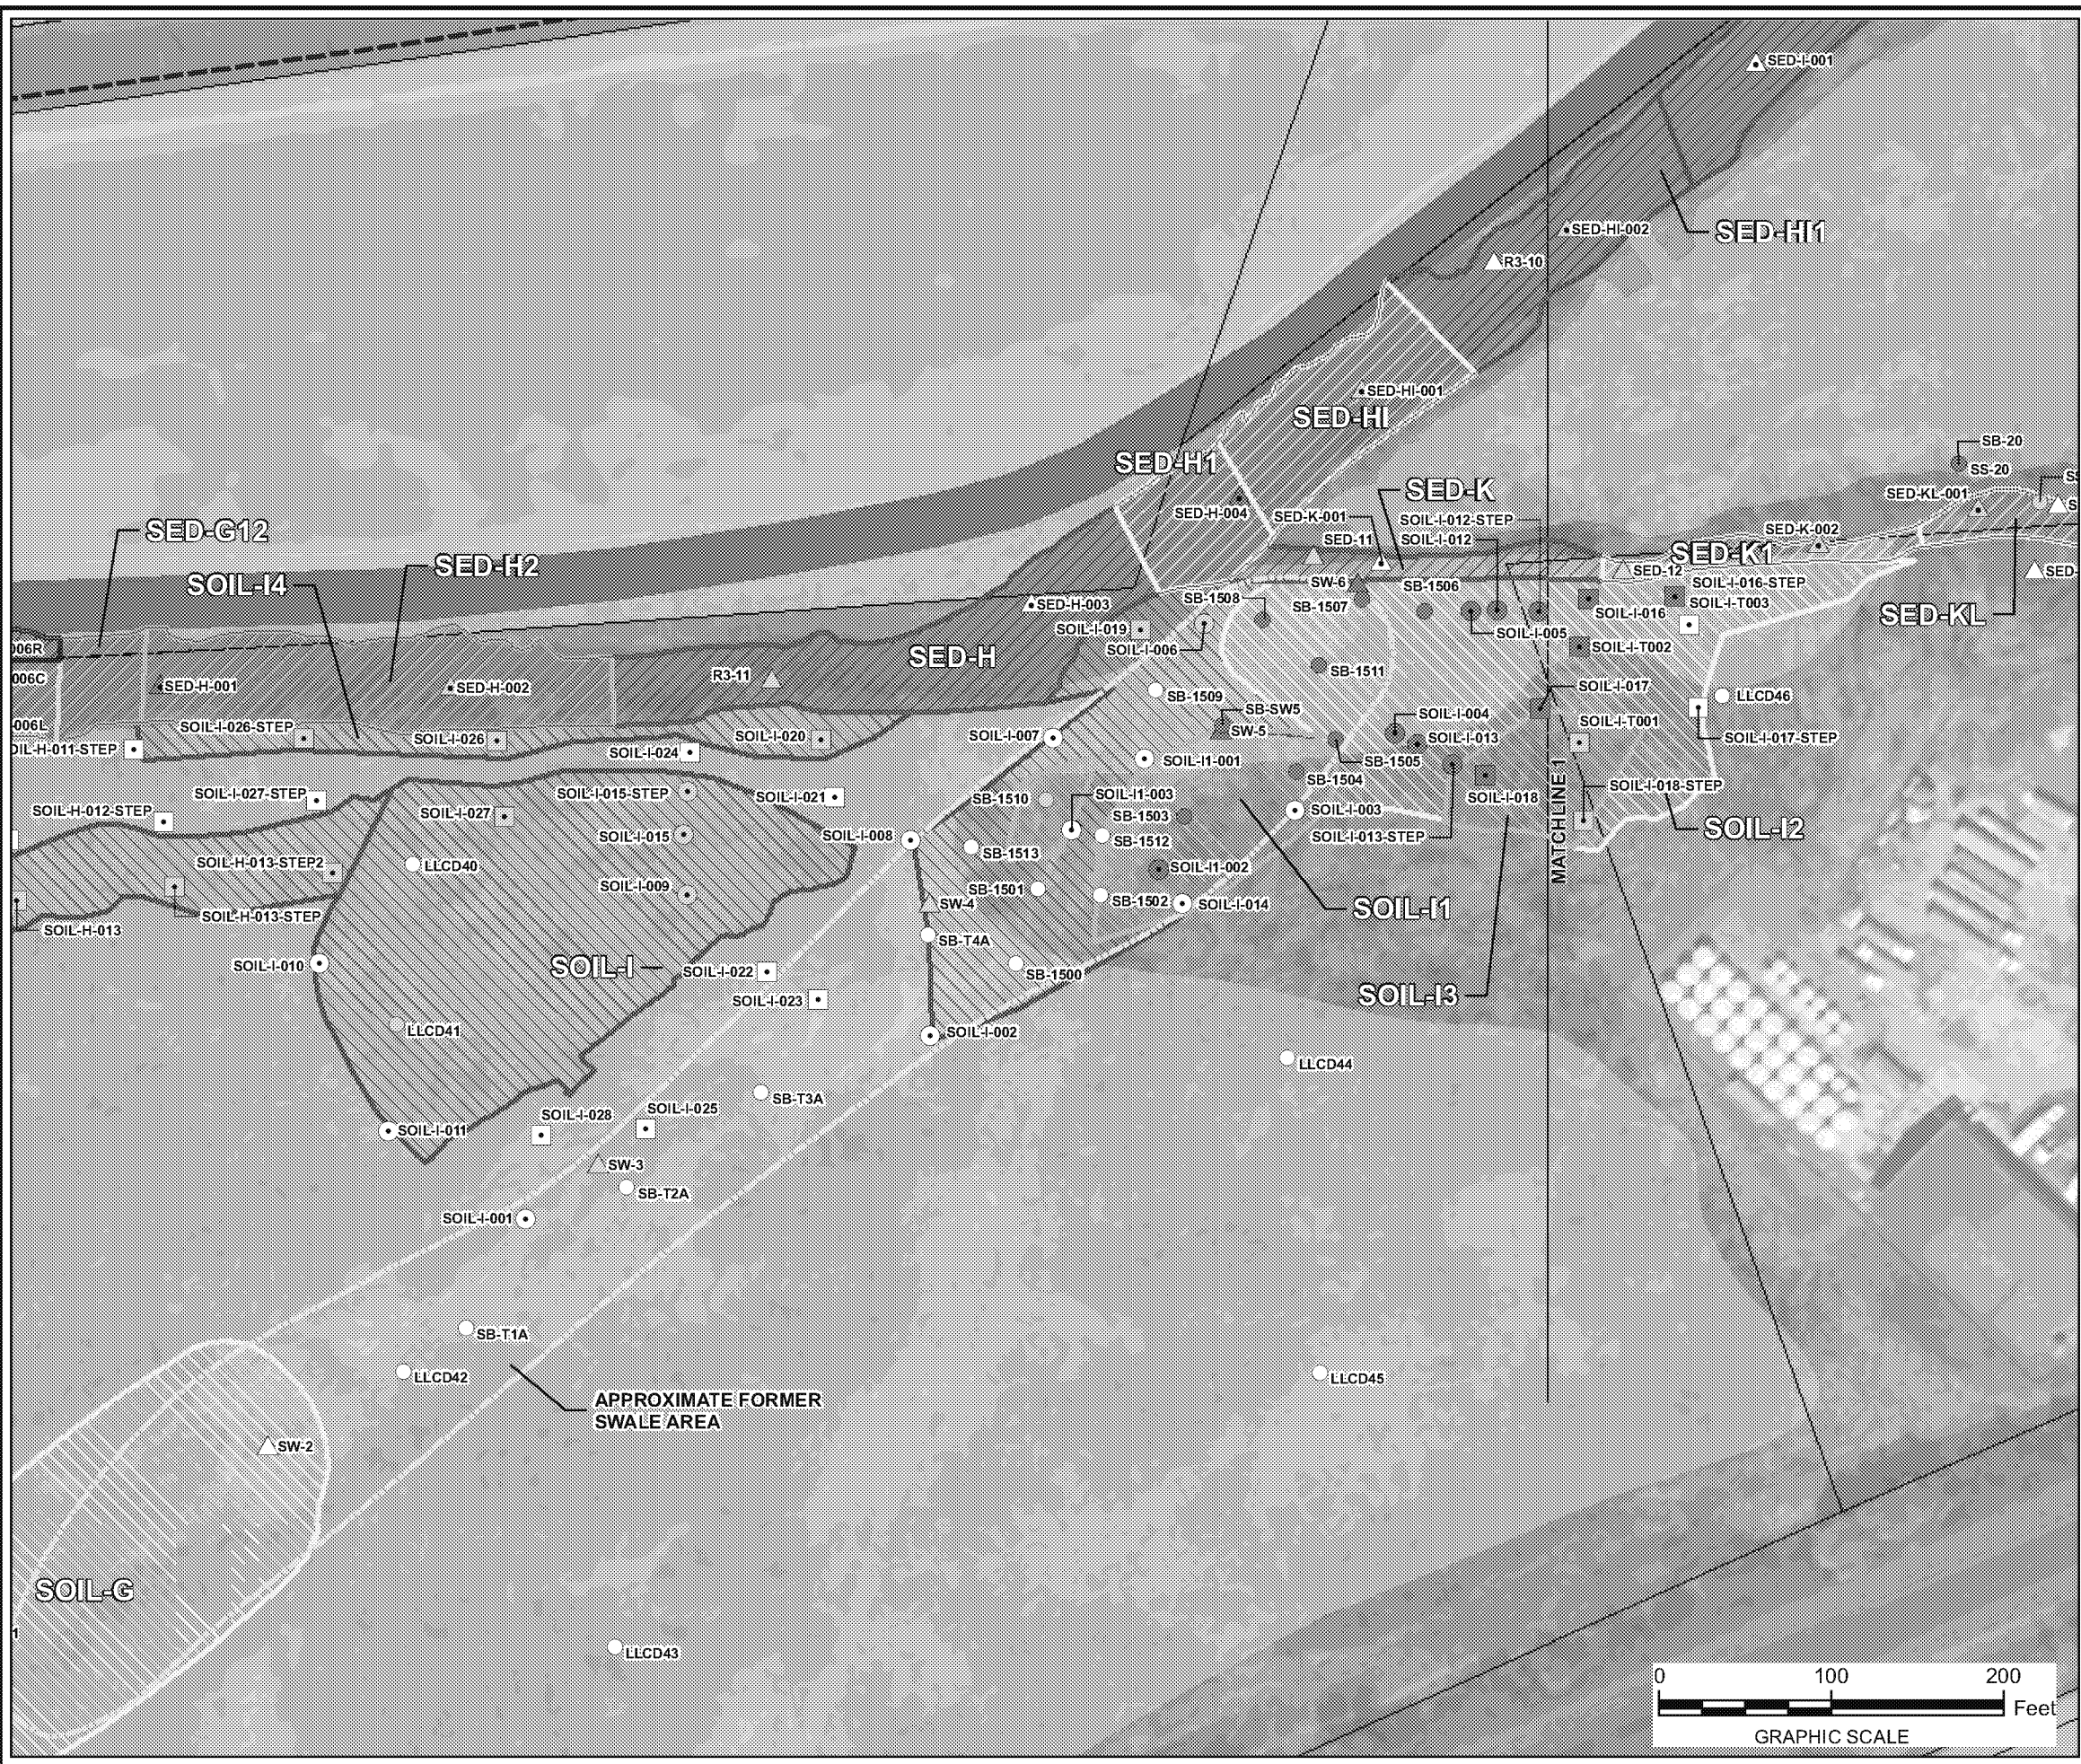 SED-I-001
SED-HI-002
SED-HI1
R3-10
SED-HI-001
SED-HI
SB-20
SED-H1
SS-20
SED-K
SED-KL-001
SED-H-004
SED-K-001
SOIL-I-012-STEP
SED-G12
SED-11
SOIL-I-012
SED-K-002
SED-H2
SED-K1
SED-12
SED-
SOIL-I4
SW-6
SB-1506
SOIL-I-016-STEP
SB-1508
SB-1507
SOIL-I-T003
SED-H-003
SOIL-I-016
SED-KL
SOIL-I-019
SOIL-I-005
006R
SED-H
SOIL-I-006
SOIL-I-T002
006C
SED-H-001
SED-H-002
R3-11
SB-1511
SOIL-I-017
SB-1509
LLCD46
006L
SOIL-I-026-STEP
SB-SW5
SOIL-I-004
SOIL-I-T001
OIL-H-011-STEP
SOIL-I-026
SOIL-I-024
SOIL-I-020
SOIL-I-007
SW-5
SOIL-I-013
SOIL-I-017-STEP
SOIL-I1-001
SB-1505
SB-1504
SOIL-I-027-STEP
SOIL-I-015-STEP
SOIL-I-021
SB-1510
SOIL-I1-003
SOIL-I-018
SOIL-I-018-STEP
SOIL-H-012-STEP
SOIL-I-027
SB-1503
SOIL-I-003
SOIL-I-015
SOIL-I-008
SB-1512
SOIL-I-013-STEP
SOIL-I2
MATCHLINE 1
SOIL-H-013-STEP2
LLCD40
SB-1513
SOIL-I1-002
SOIL-I-009
SB-1501
SB-1502
SOIL-I-014
SOIL-I1
SOIL-H-013-STEP
SW-4
SOIL-H-013
SB-T4A
SOIL-I-010
SOIL-I
SOIL-I-022
SB-1500
SOIL-I-023
SOIL-I3
LLCD41
SOIL-I-002
LLCD44
SB-T3A
SOIL-I-028
SOIL-I-025
SOIL-I-011
SW-3
SB-T2A
SOIL-I-001
SB-T1A
LLCD42
LLCD45
APPROXIMATE FORMER
SWALE AREA
SW-2
SOIL-G
1
LLCD43
0 100 200
Feet
GRAPHIC SCALE